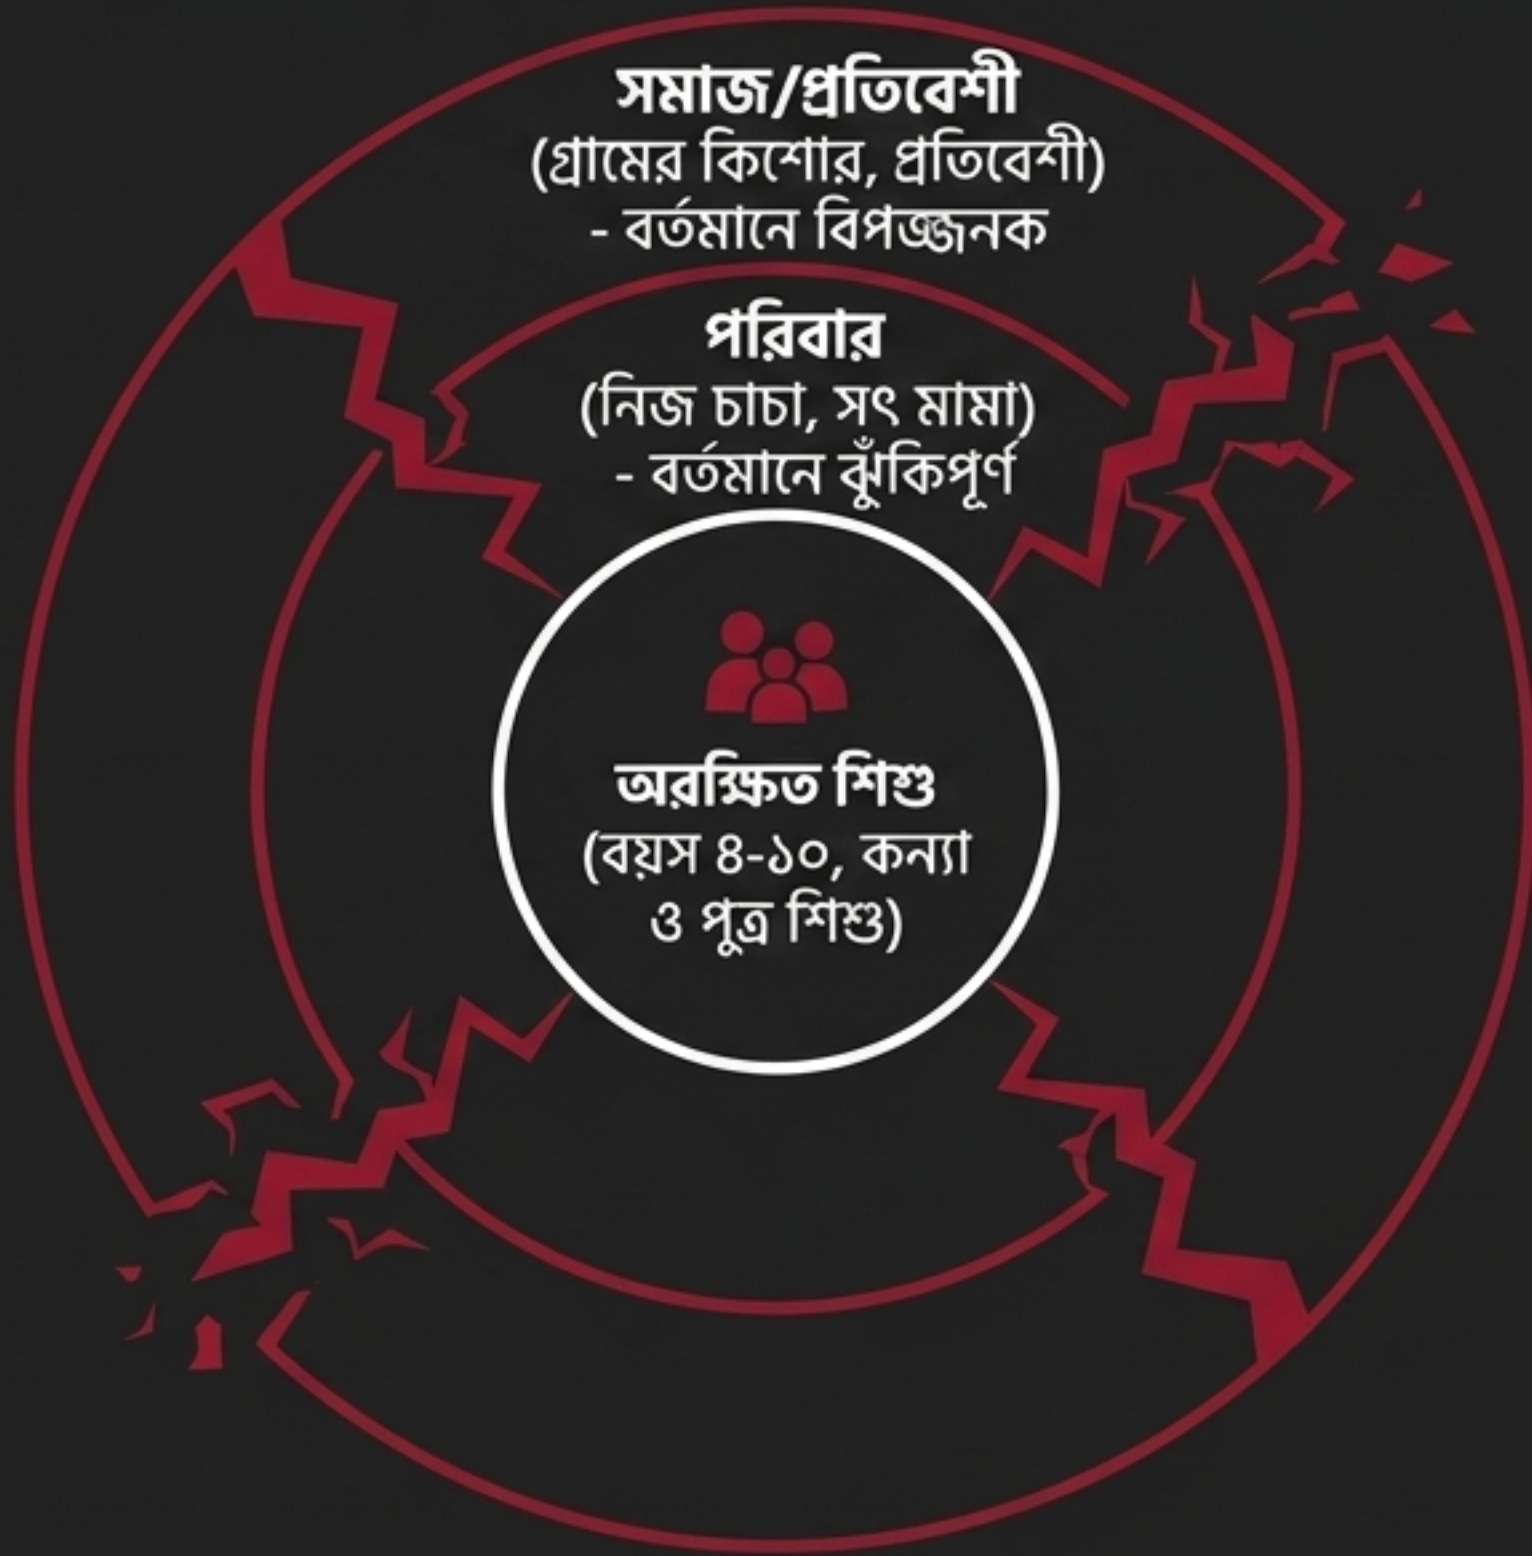 সমাজ/প্রতিবেশী
(গ্রামের কিশোর, প্রতিবেশী)
- বর্তমানে বিপজ্জনক
পরিবার
(নিজ চাচা, সৎ মামা)
- বর্তমানে ঝুঁকিপূর্ণ
অরক্ষিত শিশু
(বয়স ৪-১০, কন্যা
ও পুত্র শিশু)